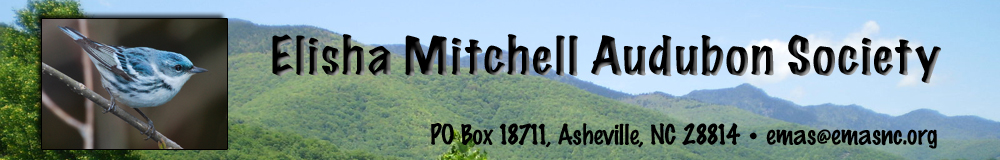 Elisha Mitchell Audubon Society
PO Box 18711, Asheville, NC 28814 • emas@emasnc.org